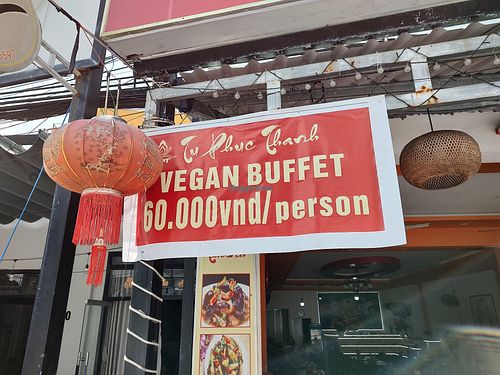 Tu Phuc Thanh
VEGAN BUFFET
60.000vnd/person